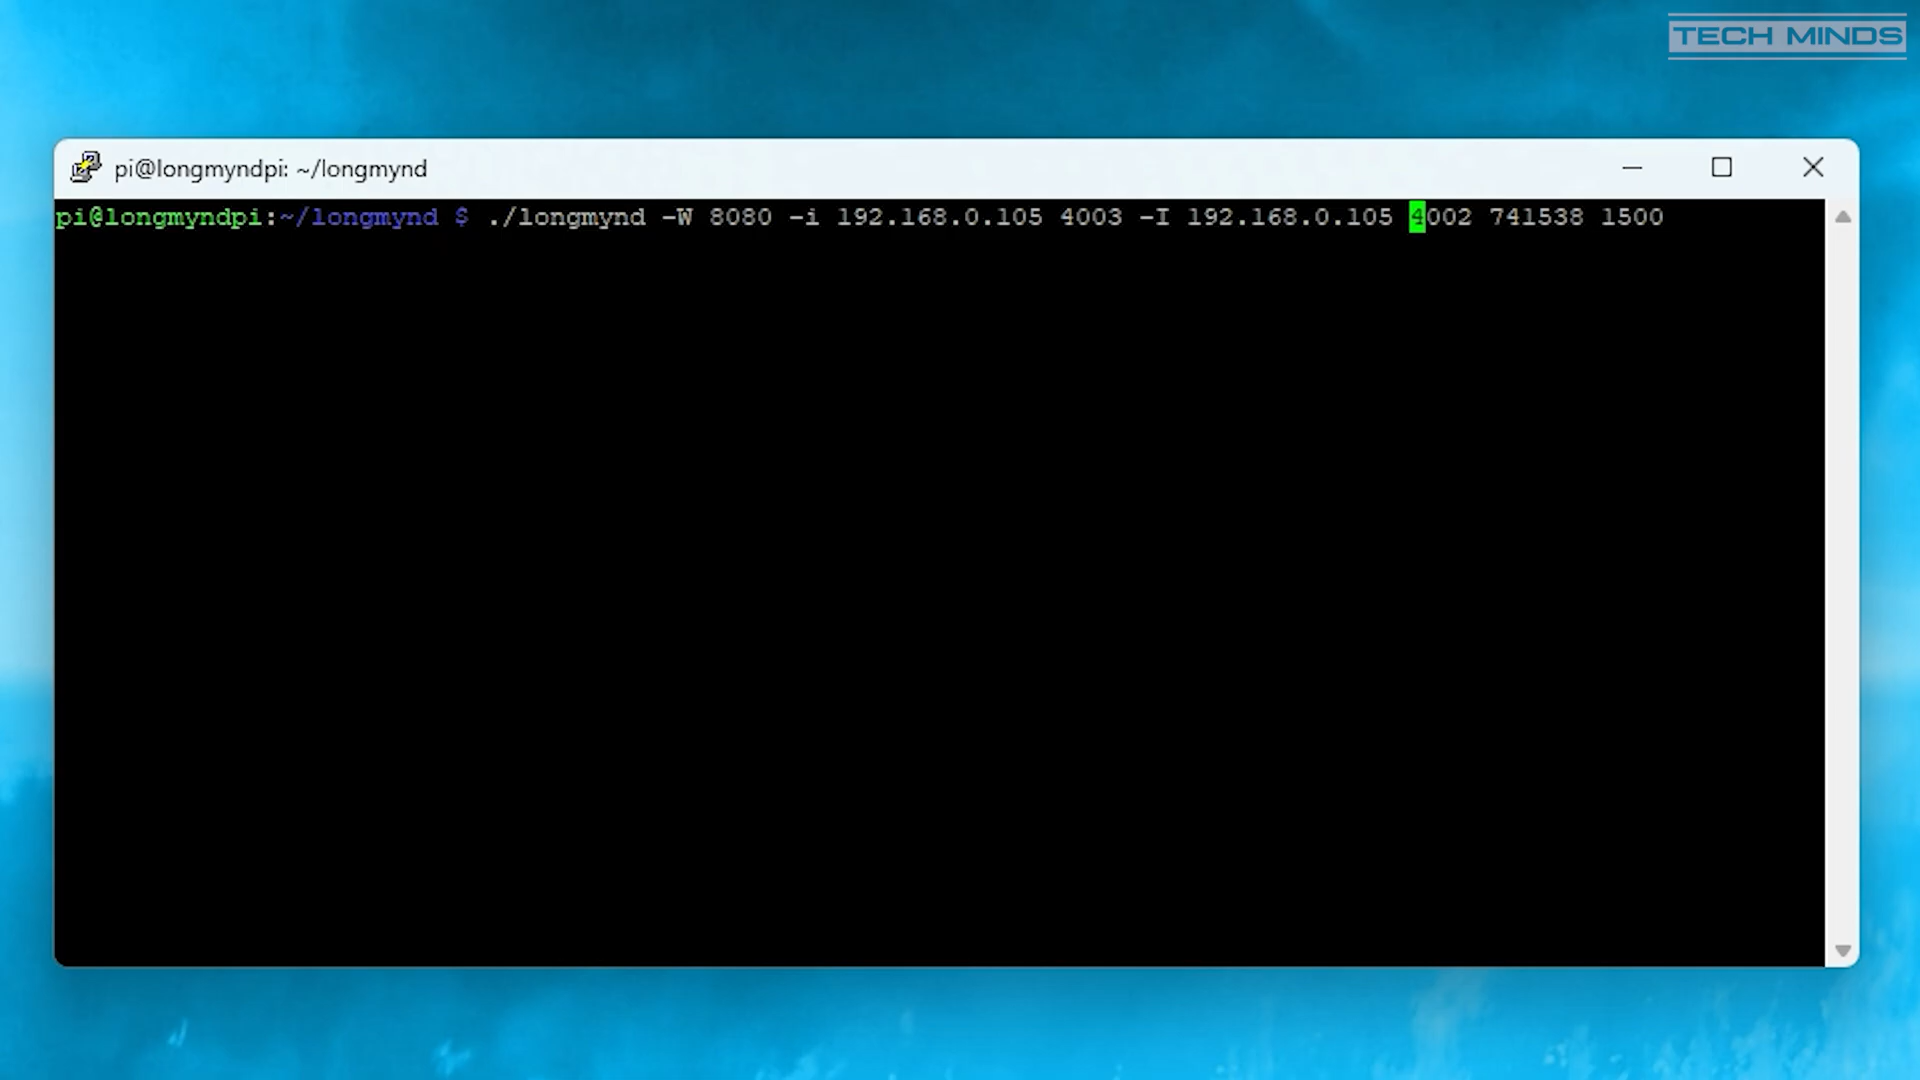 TECH MINDS
pi@longmyndpi: ~/longmynd
pi@longmyndpi:~/longmynd $ ./longmynd -W 8080 -i 192.168.0.105 4003 -I 192.168.0.105 4002 741538 1500